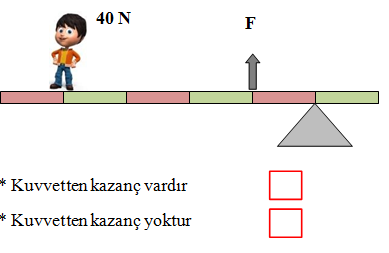 40 N
F
* Kuvvetten kazanç vardır
* Kuvvetten kazanç yoktur